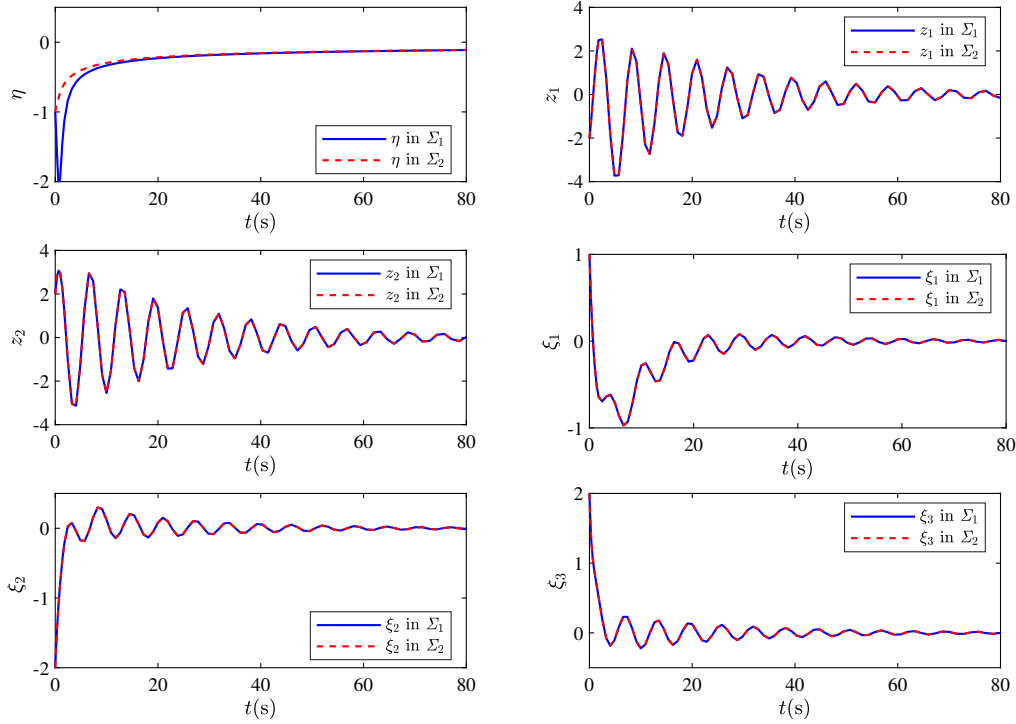 0
-1
-2
η
η in Σ₁
η in Σ₂
0 20 40 60 80
t(s)
4
2
0
-2
-4
z₁
z₁ in Σ₁
z₁ in Σ₂
0 20 40 60 80
t(s)
4
2
0
-2
-4
z₂
z₂ in Σ₁
z₂ in Σ₂
0 20 40 60 80
t(s)
1
0
-1
ξ₁
ξ₁ in Σ₁
ξ₁ in Σ₂
0 20 40 60 80
t(s)
0
-1
-2
ξ₂
ξ₂ in Σ₁
ξ₂ in Σ₂
0 20 40 60 80
t(s)
2
1
0
ξ₃
ξ₃ in Σ₁
ξ₃ in Σ₂
0 20 40 60 80
t(s)